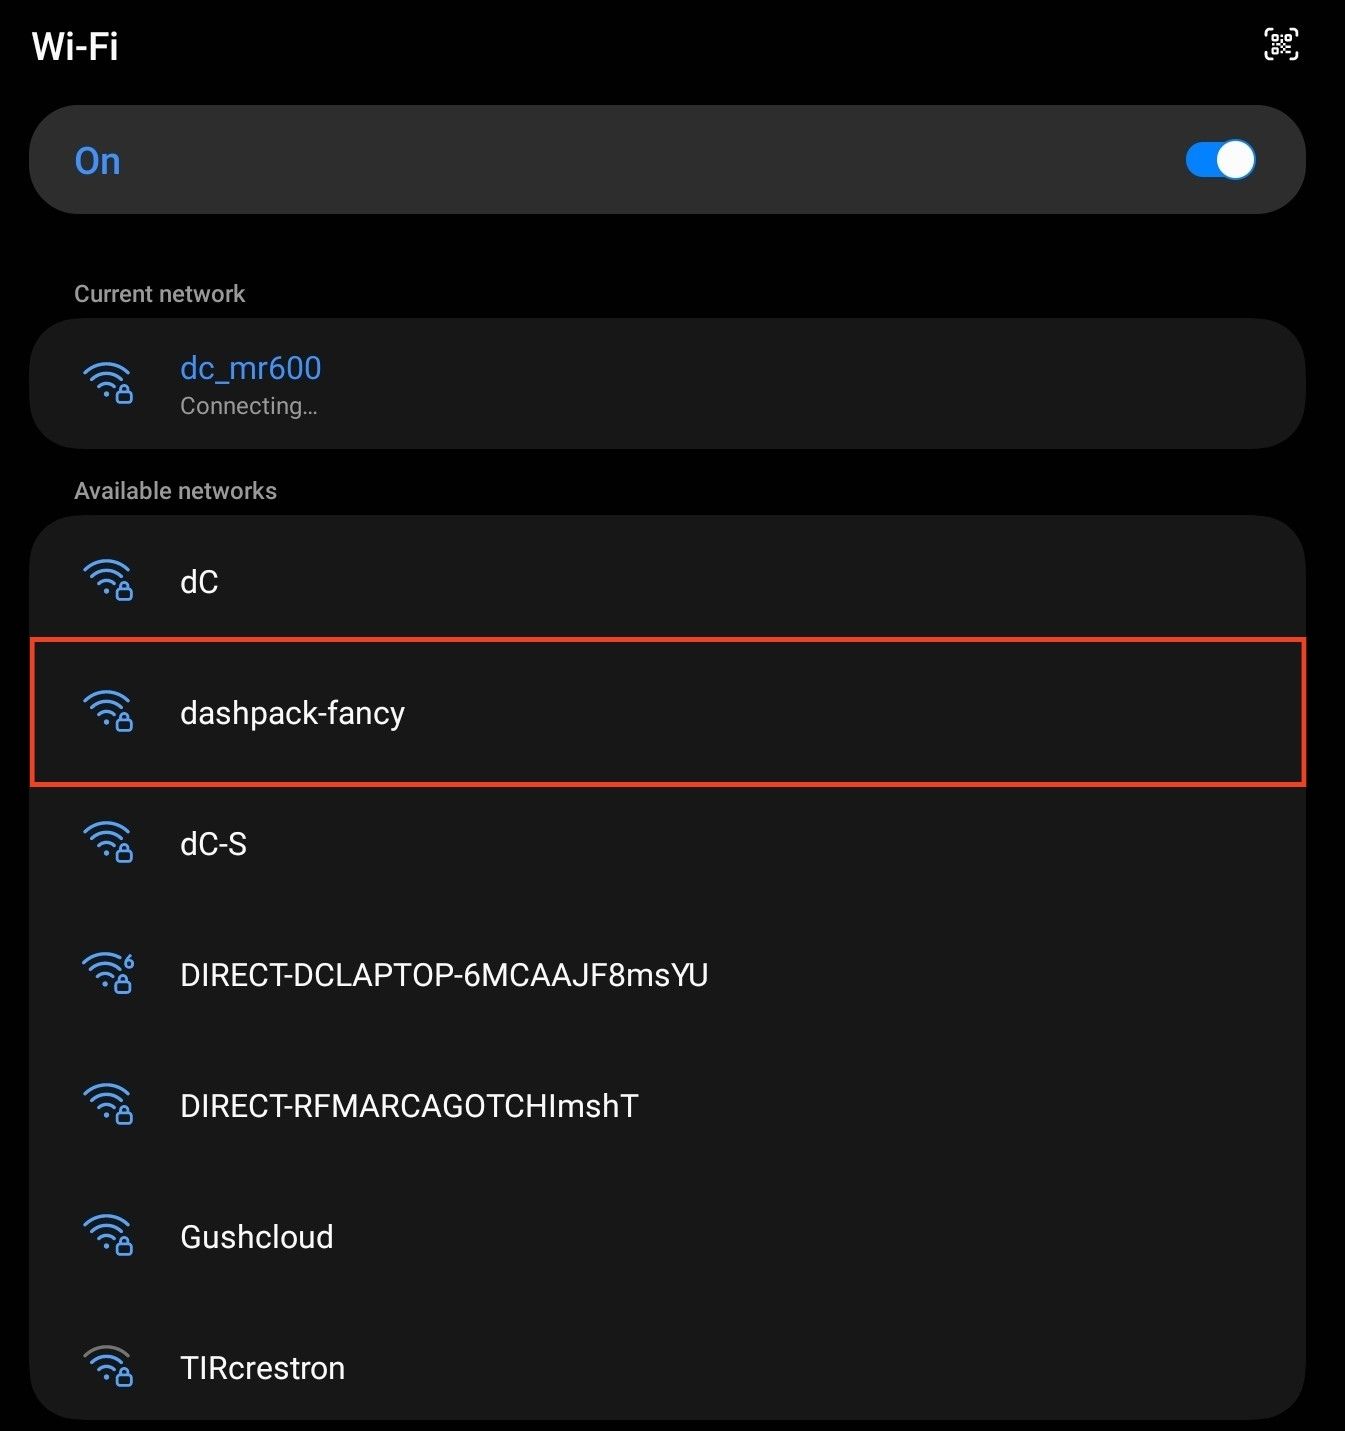 Wi-Fi
On
Current network
dc_mr600
Connecting...
Available networks
dC
dashpack-fancy
dC-S
6
DIRECT-DCLAPTOP-6MCAAJF8msYU
DIRECT-RFMARCAGOTCHImshT
Gushcloud
TIRcrestron